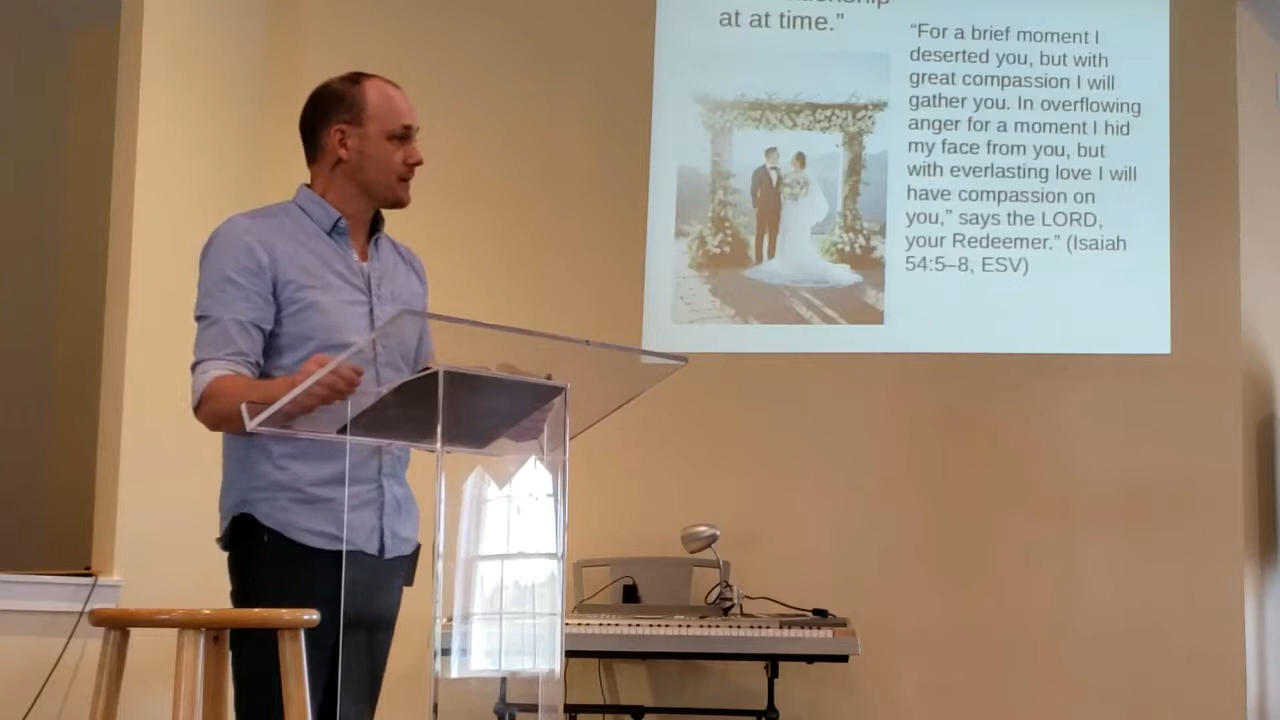 at at time.”
“For a brief moment I
deserted you, but with
great compassion I will
gather you. In overflowing
anger for a moment I hid
my face from you, but
with everlasting love I will
have compassion on
you,” says the LORD,
your Redeemer.” (Isaiah
54:5–8, ESV)